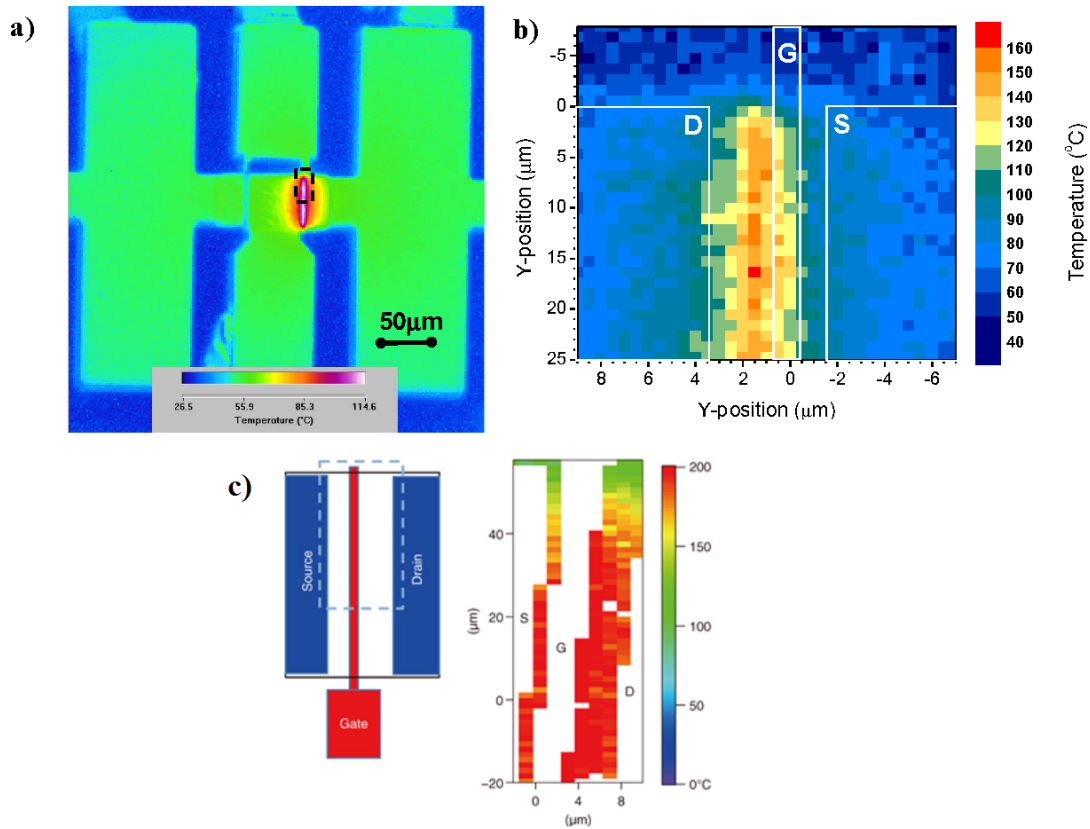 a)
50μm
26.5 55.9 85.3 114.6
Temperature (°C)
b)
G
D
S
-5
0
5
10
15
20
25
Y-position (μm)
9 8 6 4 2 0 -2 -4 -6
Y-position (μm)
160
150
140
130
120
110
100
90
80
70
60
50
40
Temperature (°C)
c)
Source
Drain
Gate
40
20
0
-20
(μm)
S
G
D
0 4 8
(μm)
200
150
100
50
0°C